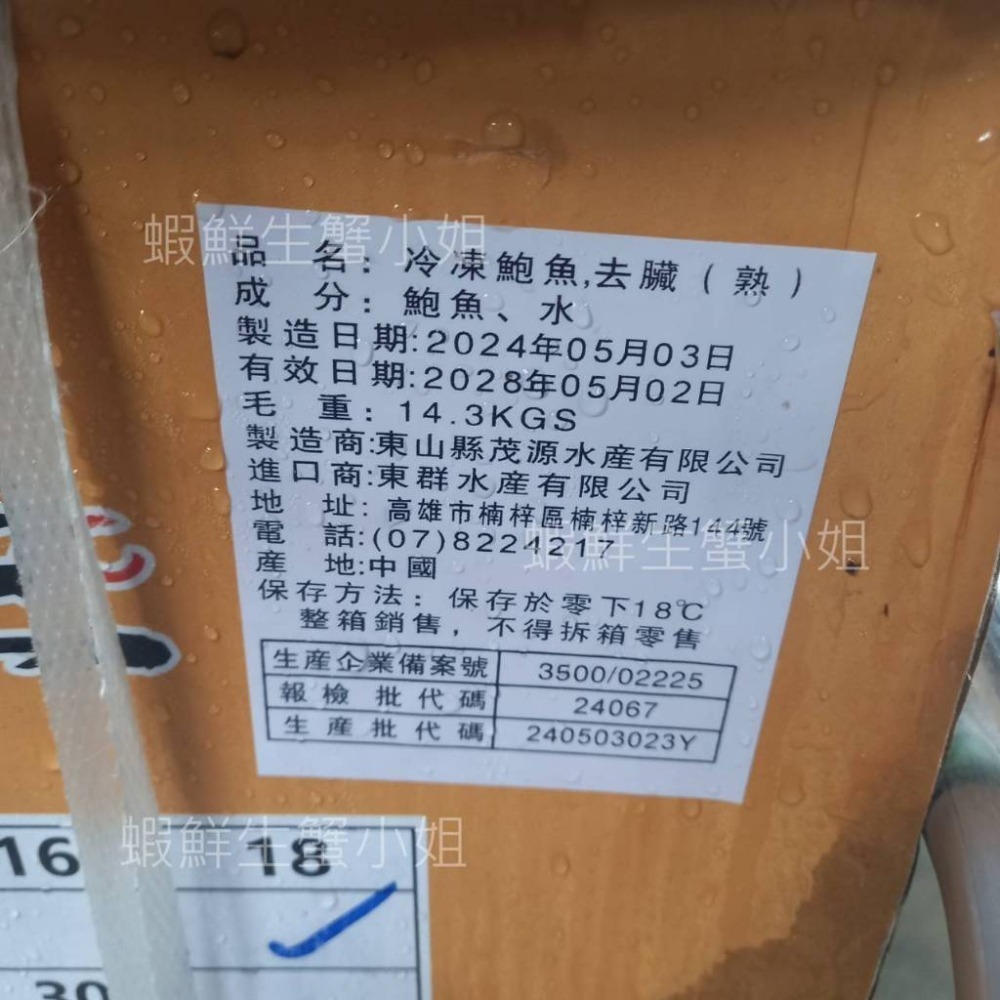 蝦鮮生蟹小姐
品 名: 冷凍鮑魚,去臟(熟)
成 分: 鮑魚、水
製造日期:2024年05月03日
有效日期:2028年05月02日
毛 重: 14.3KGS
製造商:東山縣茂源水產有限公司
進口商:東群水產有限公司
地 址: 高雄市楠梓區楠梓新路144號
電 話:(07)8224217
蝦鮮生蟹小姐
產 地:中國
保存方法: 保存於零下18℃
整箱銷售, 不得拆箱零售
生産企業備案號 3500/02225
報檢批代碼 24067
生産批代碼 240503023Y
蝦鮮生蟹小姐
16 18
30